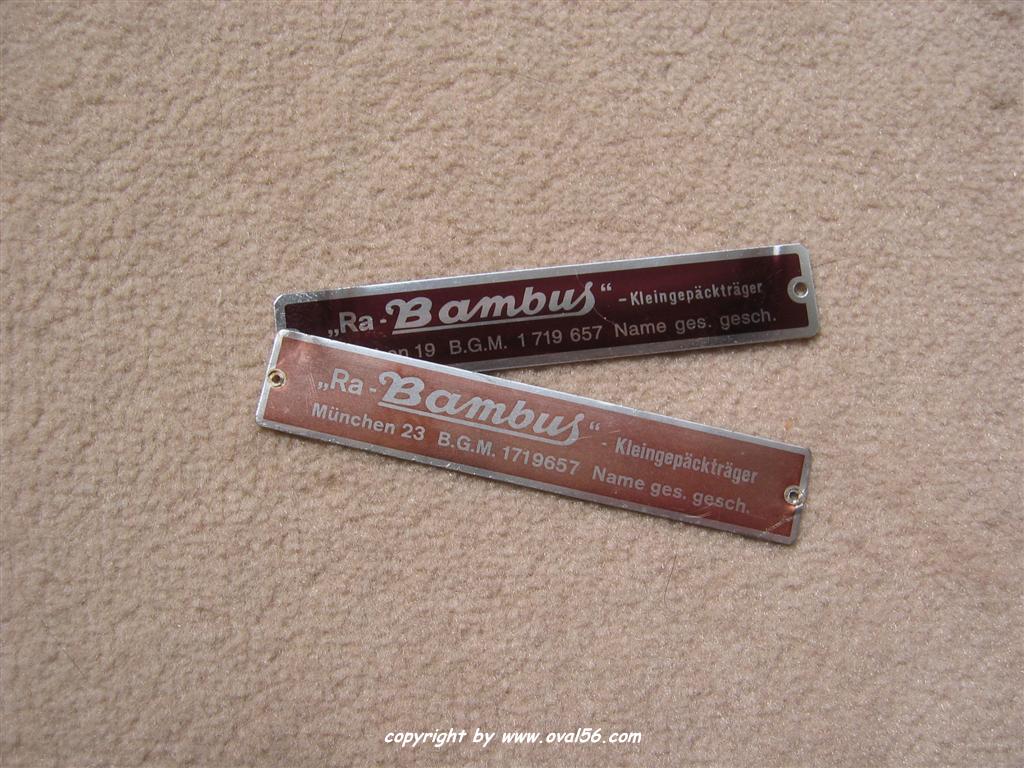 „Ra-Bambus“ - Kleingepäckträger
19 B.G.M. 1 719 657 Name ges. gesch.
„Ra-Bambus“ - Kleingepäckträger
München 23 B.G.M. 1719657 Name ges. gesch.
copyright by www.oval56.com